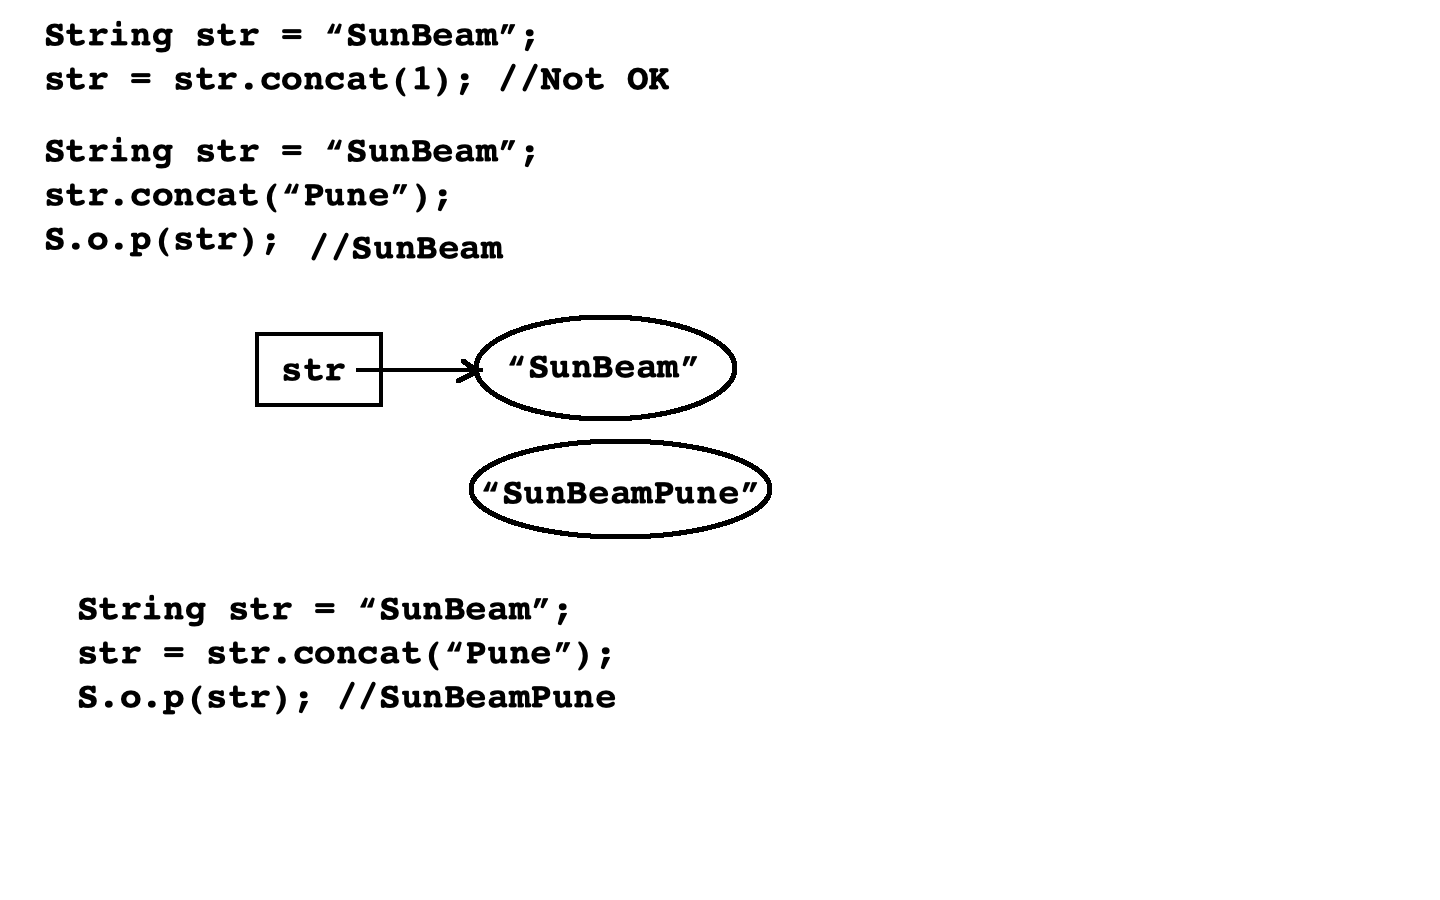 String str = “SunBeam”;
str = str.concat(1); //Not OK
String str = “SunBeam”;
str.concat(“Pune”);
S.o.p(str); //SunBeam
str “SunBeam”
“SunBeamPune”
String str = “SunBeam”;
str = str.concat(“Pune”);
S.o.p(str); //SunBeamPune